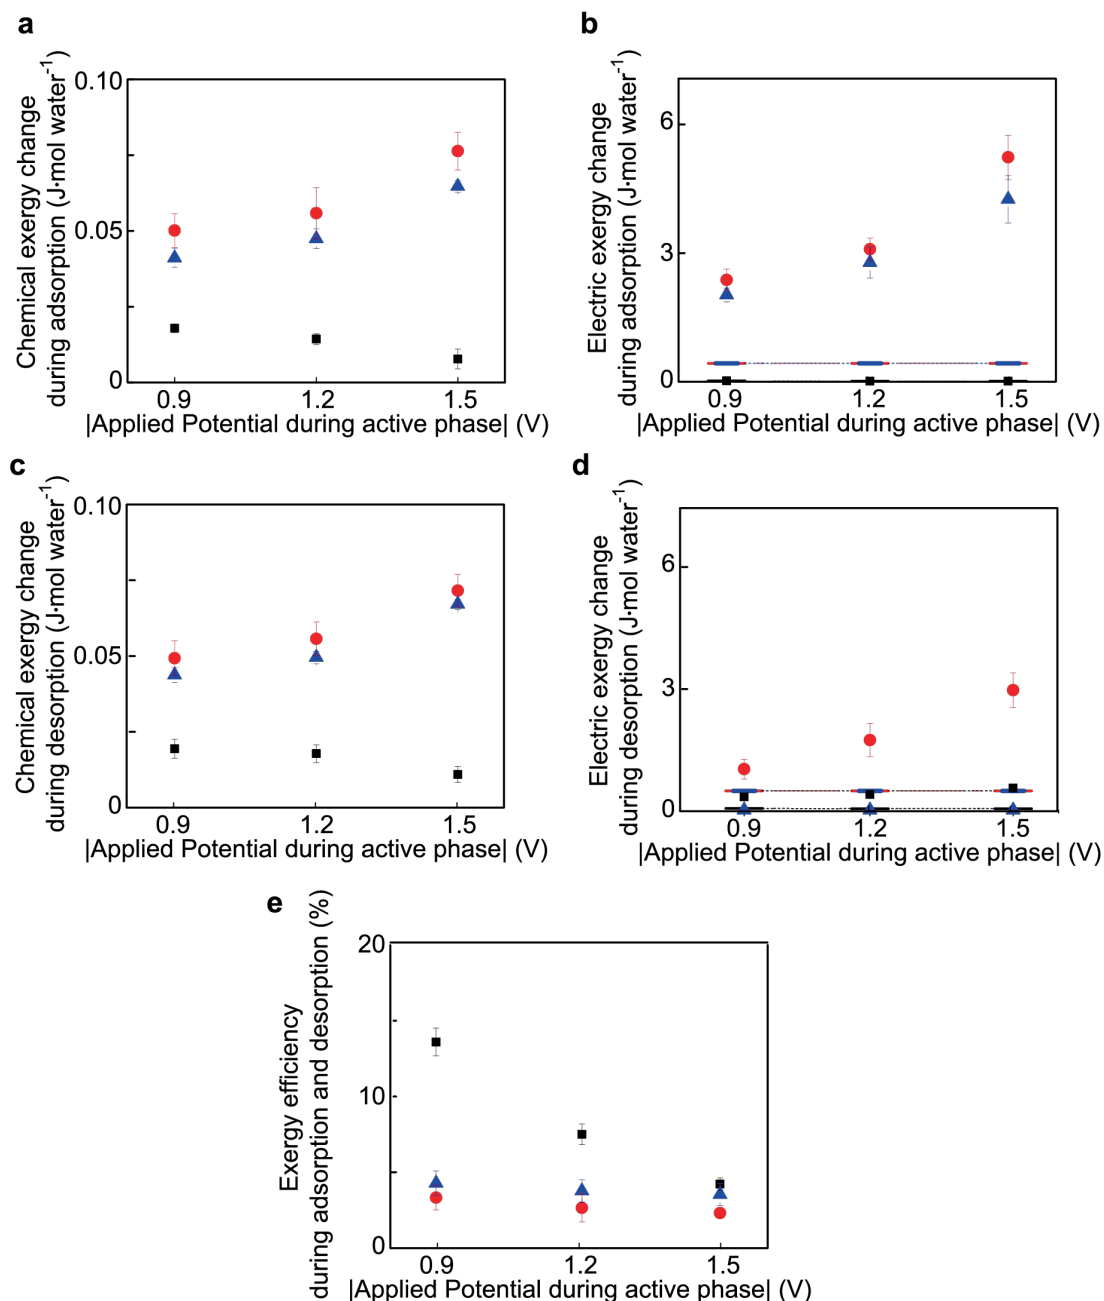 a
Chemical exergy change
during adsorption (J·mol water⁻¹)
0.10
0.05
0
0.9 1.2 1.5
|Applied Potential during active phase| (V)
b
Electric exergy change
during adsorption (J·mol water⁻¹)
6
3
0
0.9 1.2 1.5
|Applied Potential during active phase| (V)
c
Chemical exergy change
during desorption (J·mol water⁻¹)
0.10
0.05
0
0.9 1.2 1.5
|Applied Potential during active phase| (V)
d
Electric exergy change
during desorption (J·mol water⁻¹)
6
3
0
0.9 1.2 1.5
|Applied Potential during active phase| (V)
e
Exergy efficiency
during adsorption and desorption (%)
20
10
0
0.9 1.2 1.5
|Applied Potential during active phase| (V)